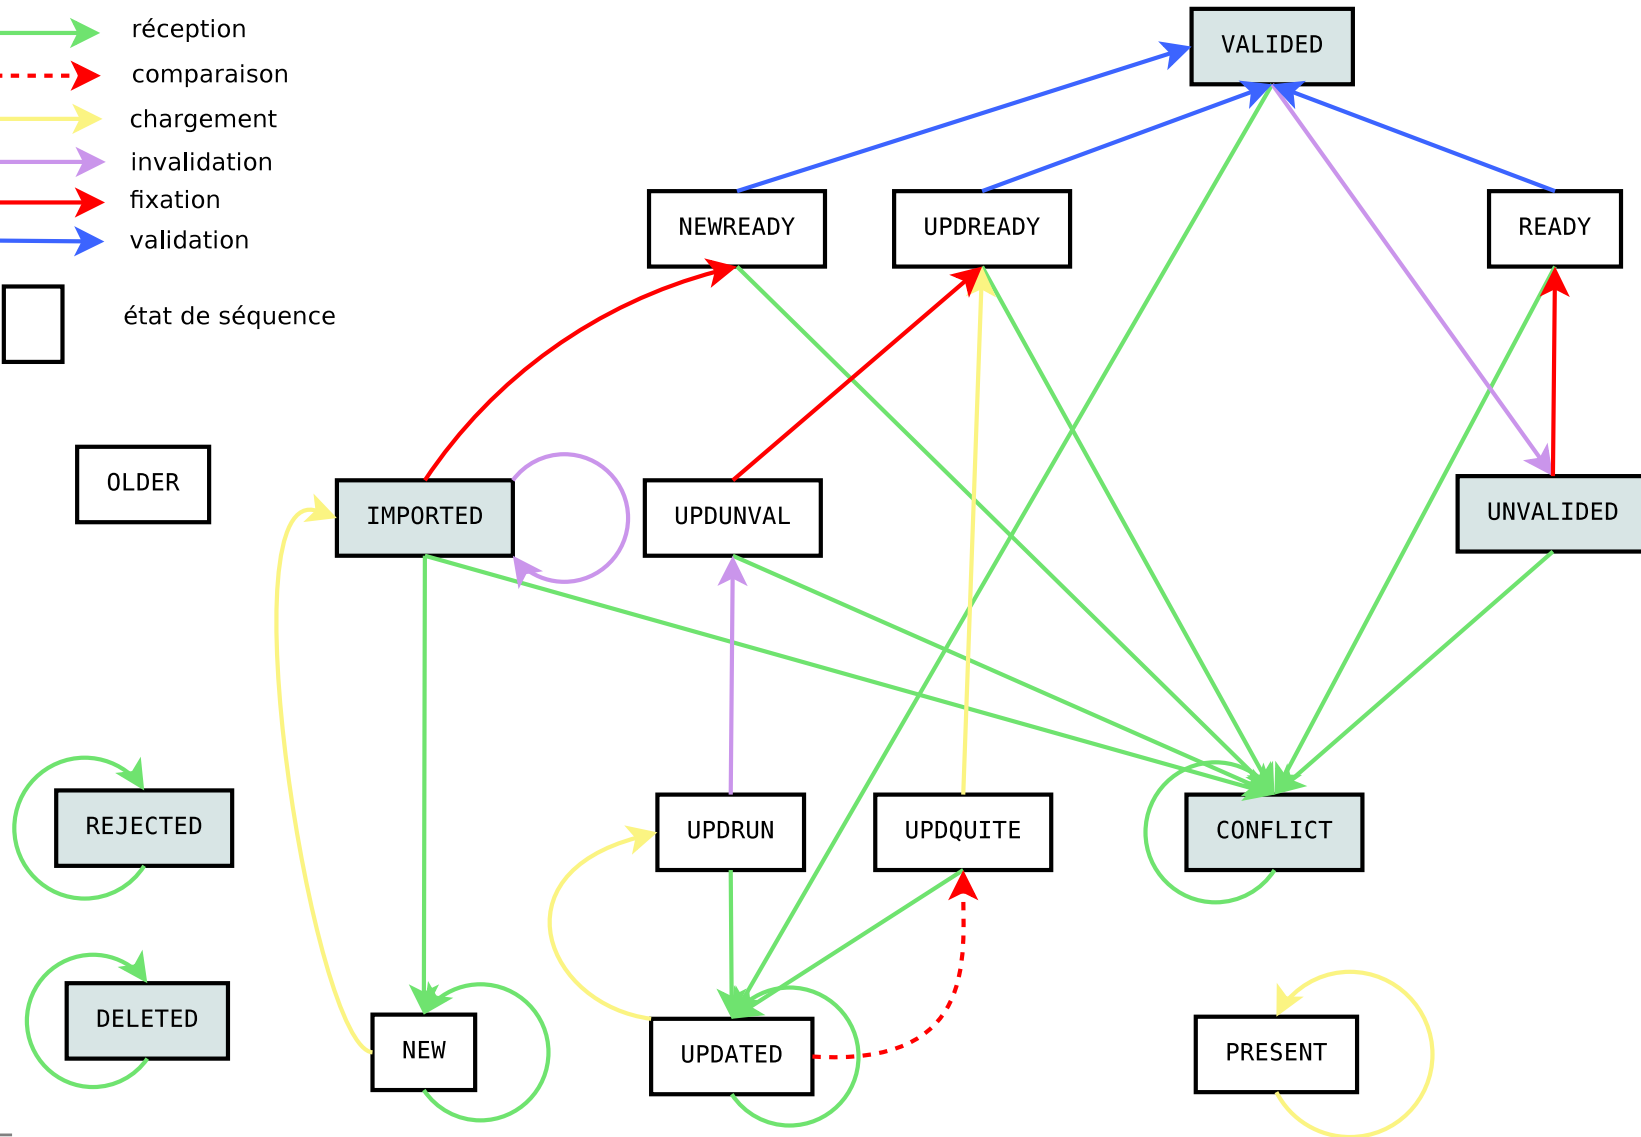 réception
comparaison
chargement
invalidation
fixation
validation
état de séquence
VALIDED
NEWREADY
UPDREADY
READY
OLDER
IMPORTED
UPDUNVAL
UNVALIDED
REJECTED
UPDRUN
UPDQUITE
CONFLICT
DELETED
NEW
UPDATED
PRESENT